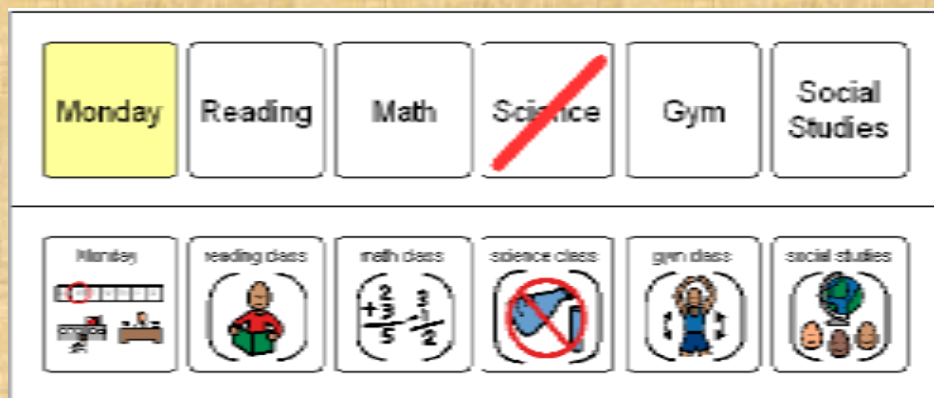 Monday
Reading
Math
Science
Gym
Social
Studies
Monday
reading class
math class
science class
gym class
social studies